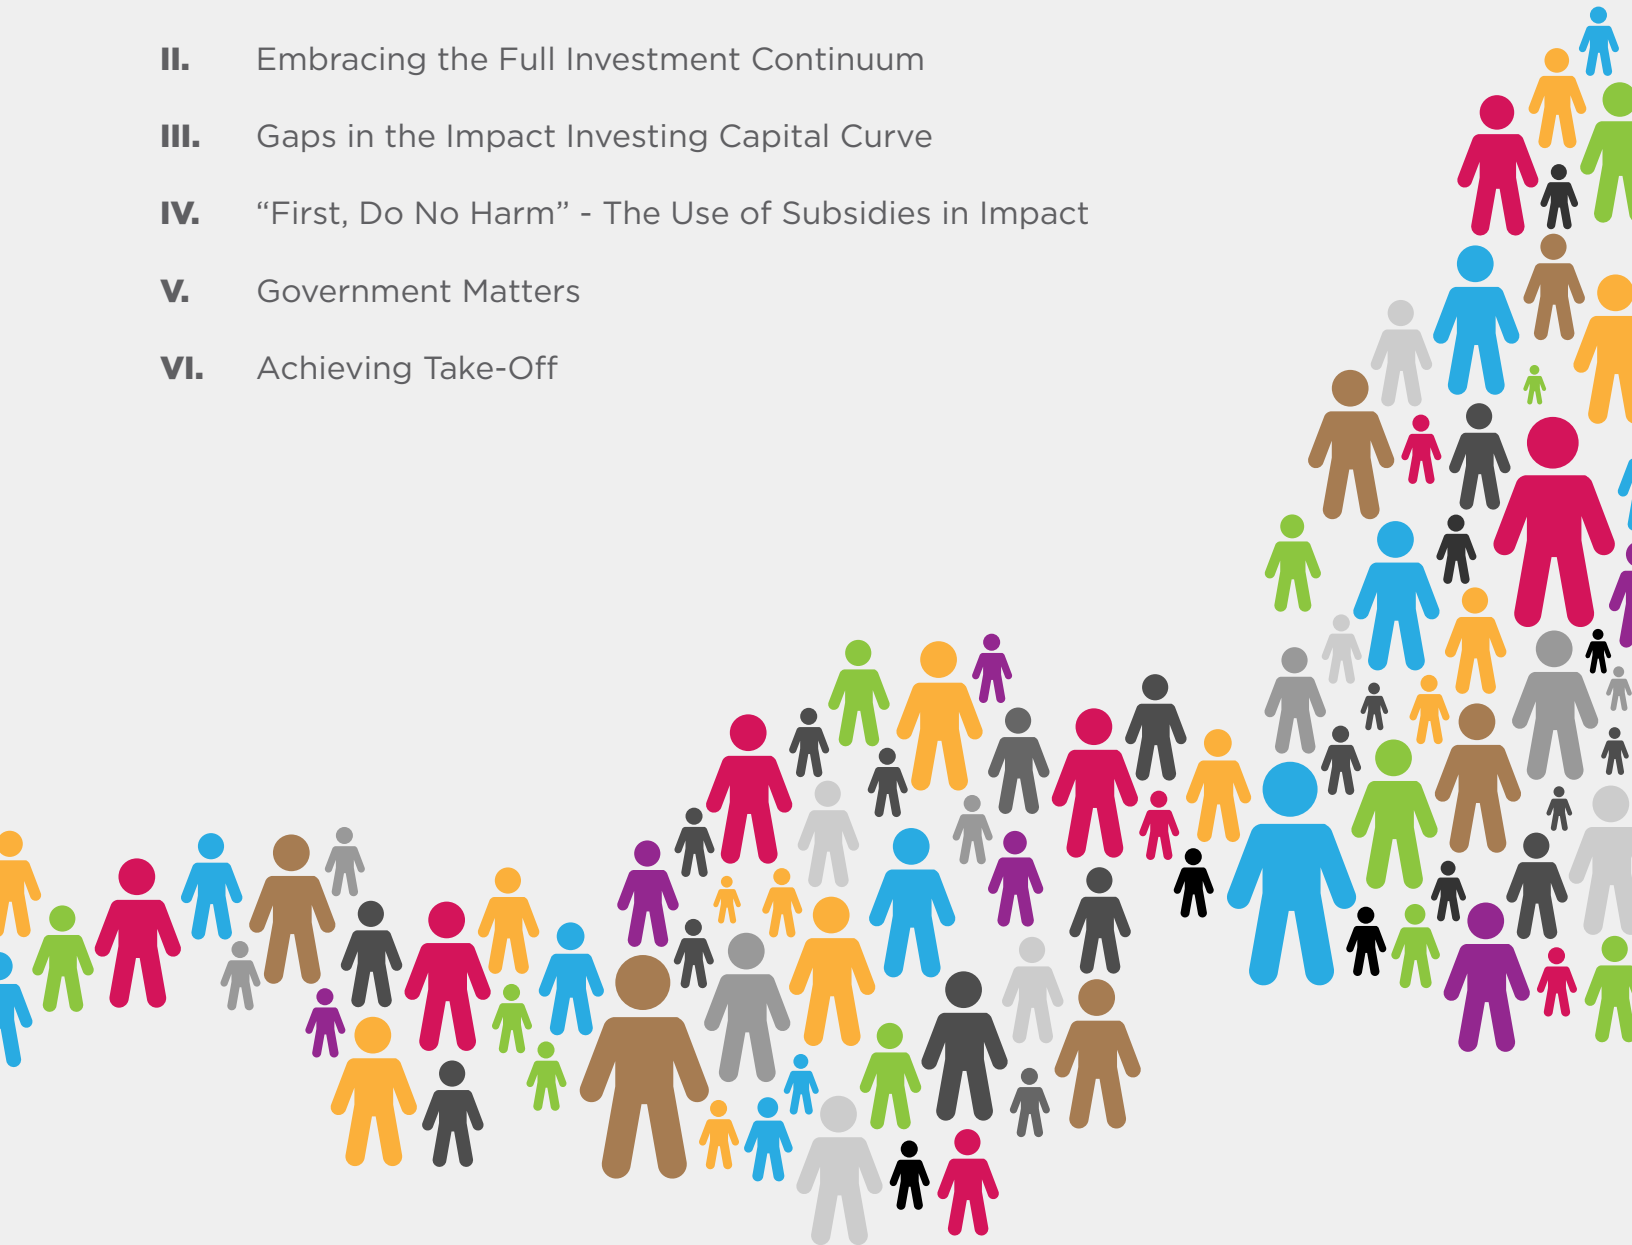 II. Embracing the Full Investment Continuum
III. Gaps in the Impact Investing Capital Curve
IV. “First, Do No Harm” - The Use of Subsidies in Impact
V. Government Matters
VI. Achieving Take-Off